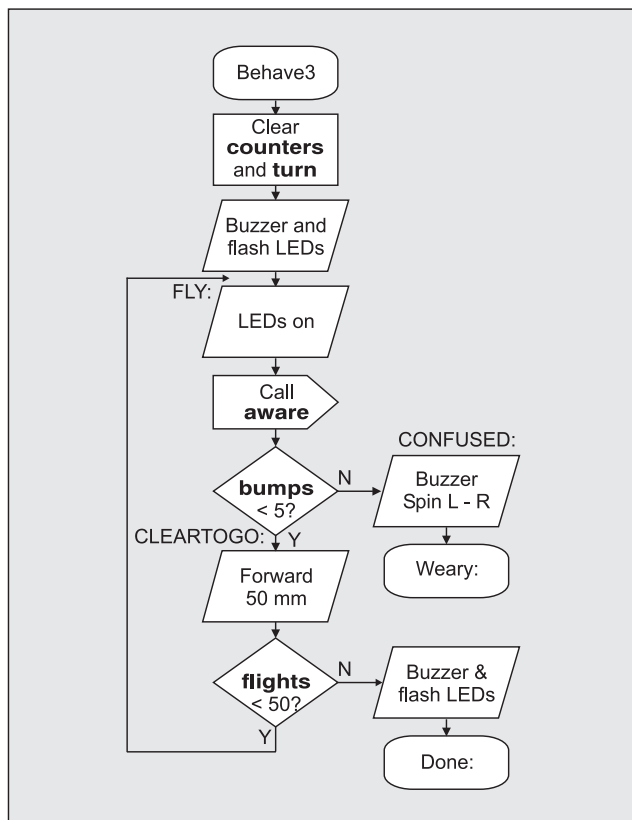 Behave3
Clear
counters
and turn
Buzzer and
flash LEDs
FLY:
LEDs on
Call
aware
CONFUSED:
bumps
< 5?
N
Buzzer
Spin L - R
CLEARTOGO:
Y
Weary:
Forward
50 mm
flights
< 50?
N
Buzzer &
flash LEDs
Y
Done: